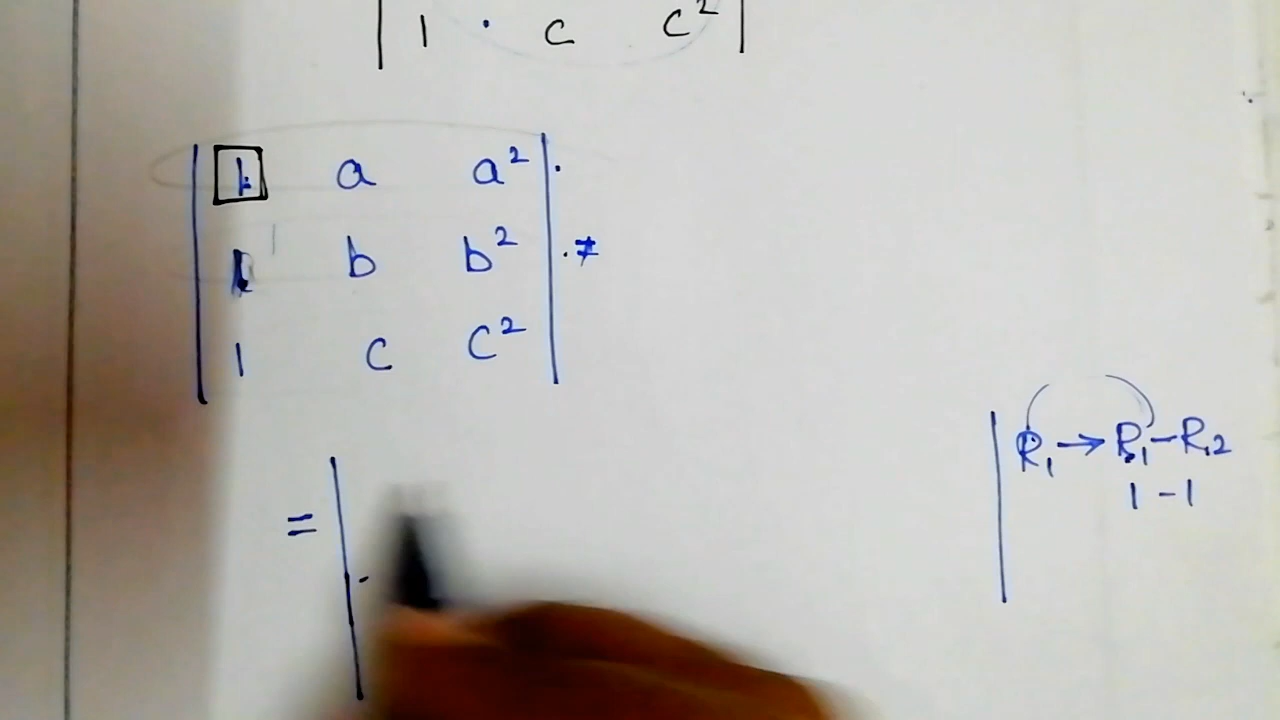 | 1 . c c² |
| 1 a a² | .
| 1 b b² | .
| 1 c c² |
R₁ → R₁ - R₂
1 - 1
= |